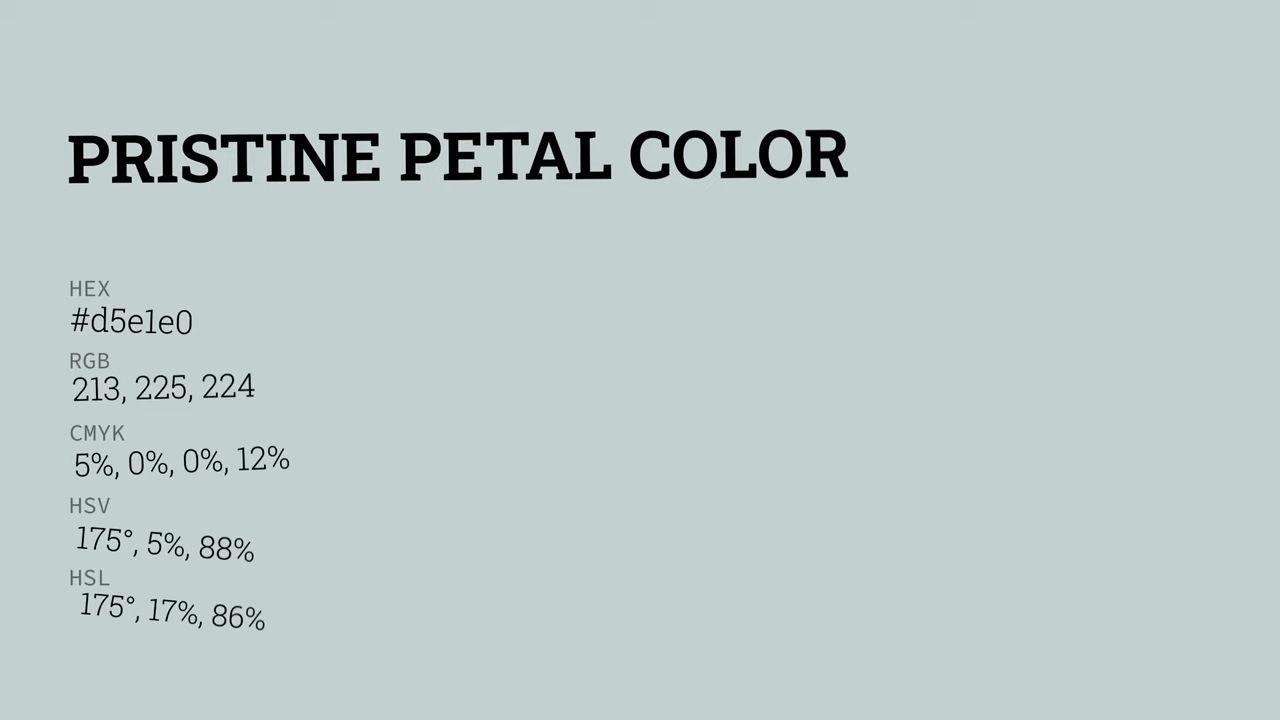 PRISTINE PETAL COLOR
HEX
#d5e1e0
RGB
213, 225, 224
CMYK
5%, 0%, 0%, 12%
HSV
175°, 5%, 88%
HSL
175°, 17%, 86%